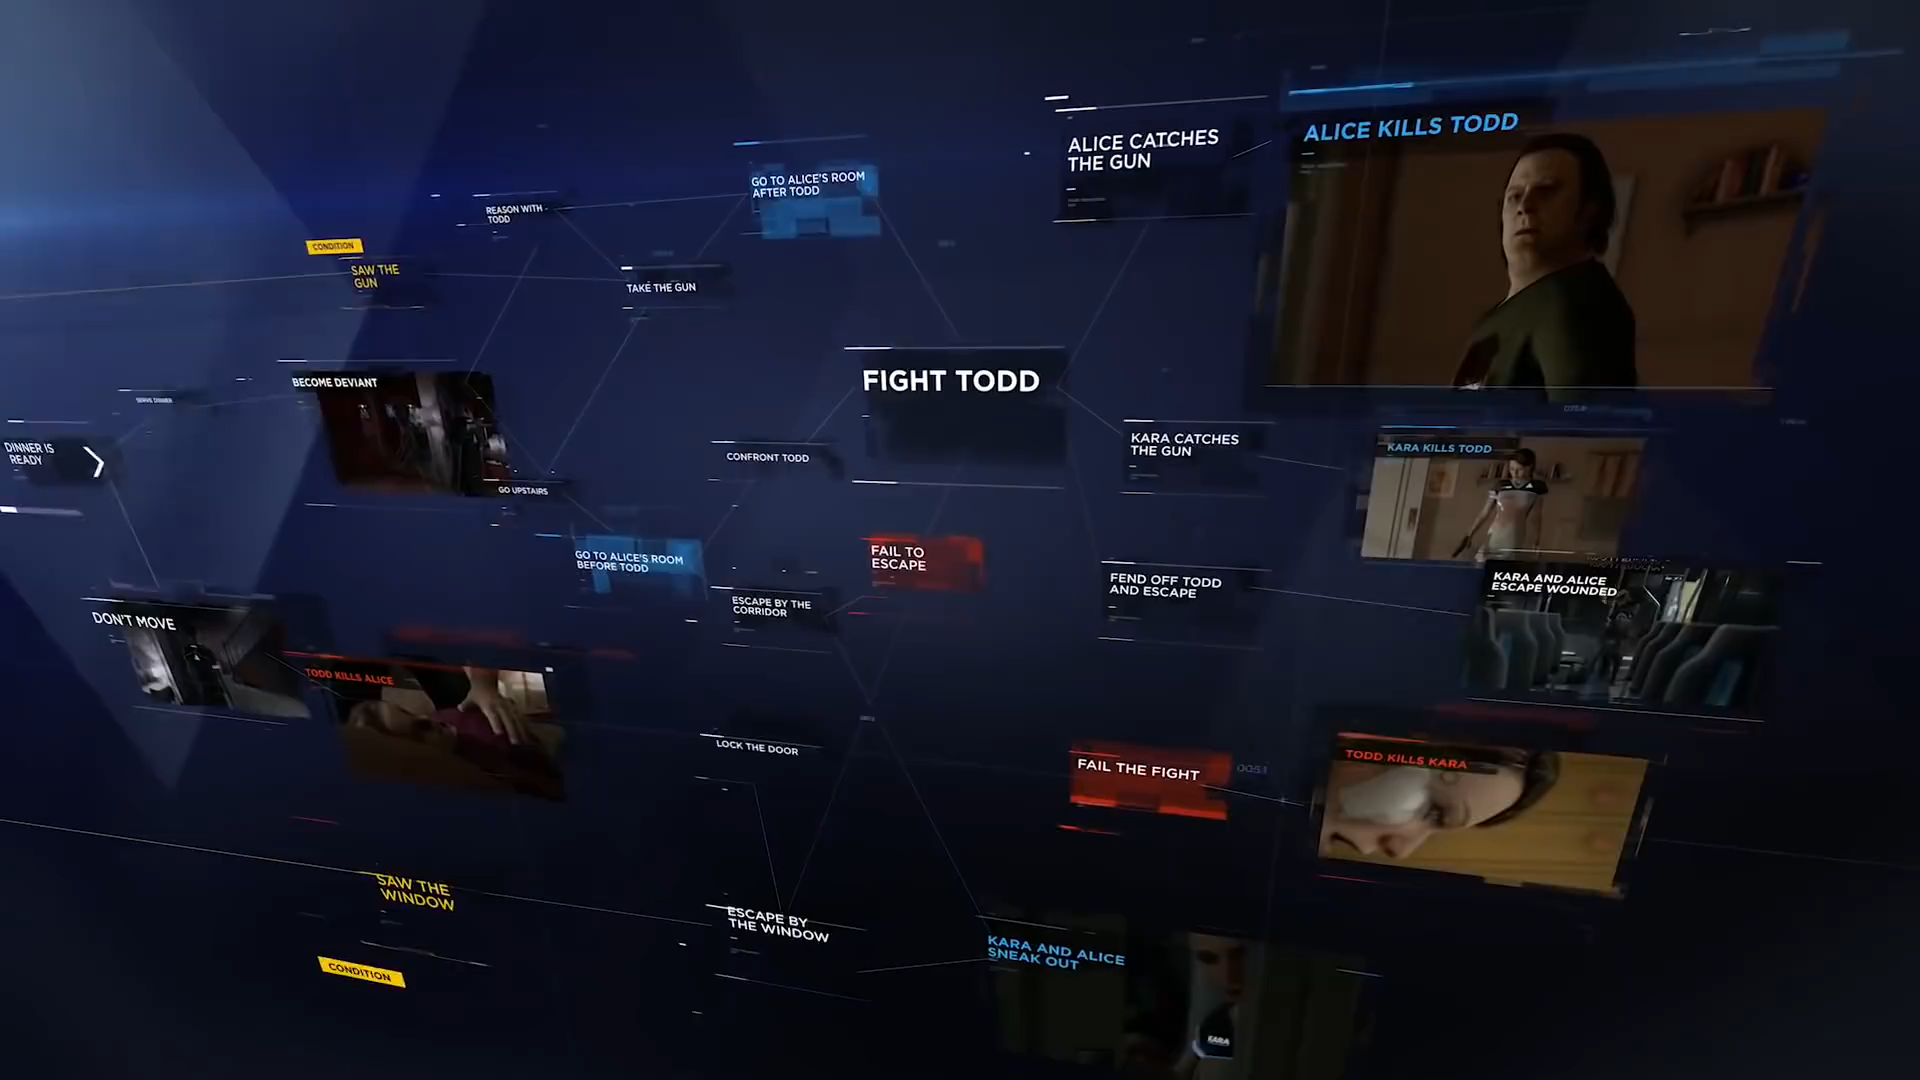 ALICE KILLS TODD
ALICE CATCHES
THE GUN
GO TO ALICE'S ROOM
AFTER TODD
REASON WITH
TODD
CONDITION
SAW THE
GUN
TAKE THE GUN
BECOME DEVIANT
FIGHT TODD
SERVE DINNER
DINNER IS
READY
KARA CATCHES
THE GUN
KARA KILLS TODD
CONFRONT TODD
GO UPSTAIRS
GO TO ALICE'S ROOM
BEFORE TODD
FAIL TO
ESCAPE
FEND OFF TODD
AND ESCAPE
KARA AND ALICE
ESCAPE WOUNDED
ESCAPE BY THE
CORRIDOR
DON'T MOVE
TODD KILLS ALICE
LOCK THE DOOR
FAIL THE FIGHT
TODD KILLS KARA
SAW THE
WINDOW
CONDITION
ESCAPE BY
THE WINDOW
KARA AND ALICE
SNEAK OUT
KARA